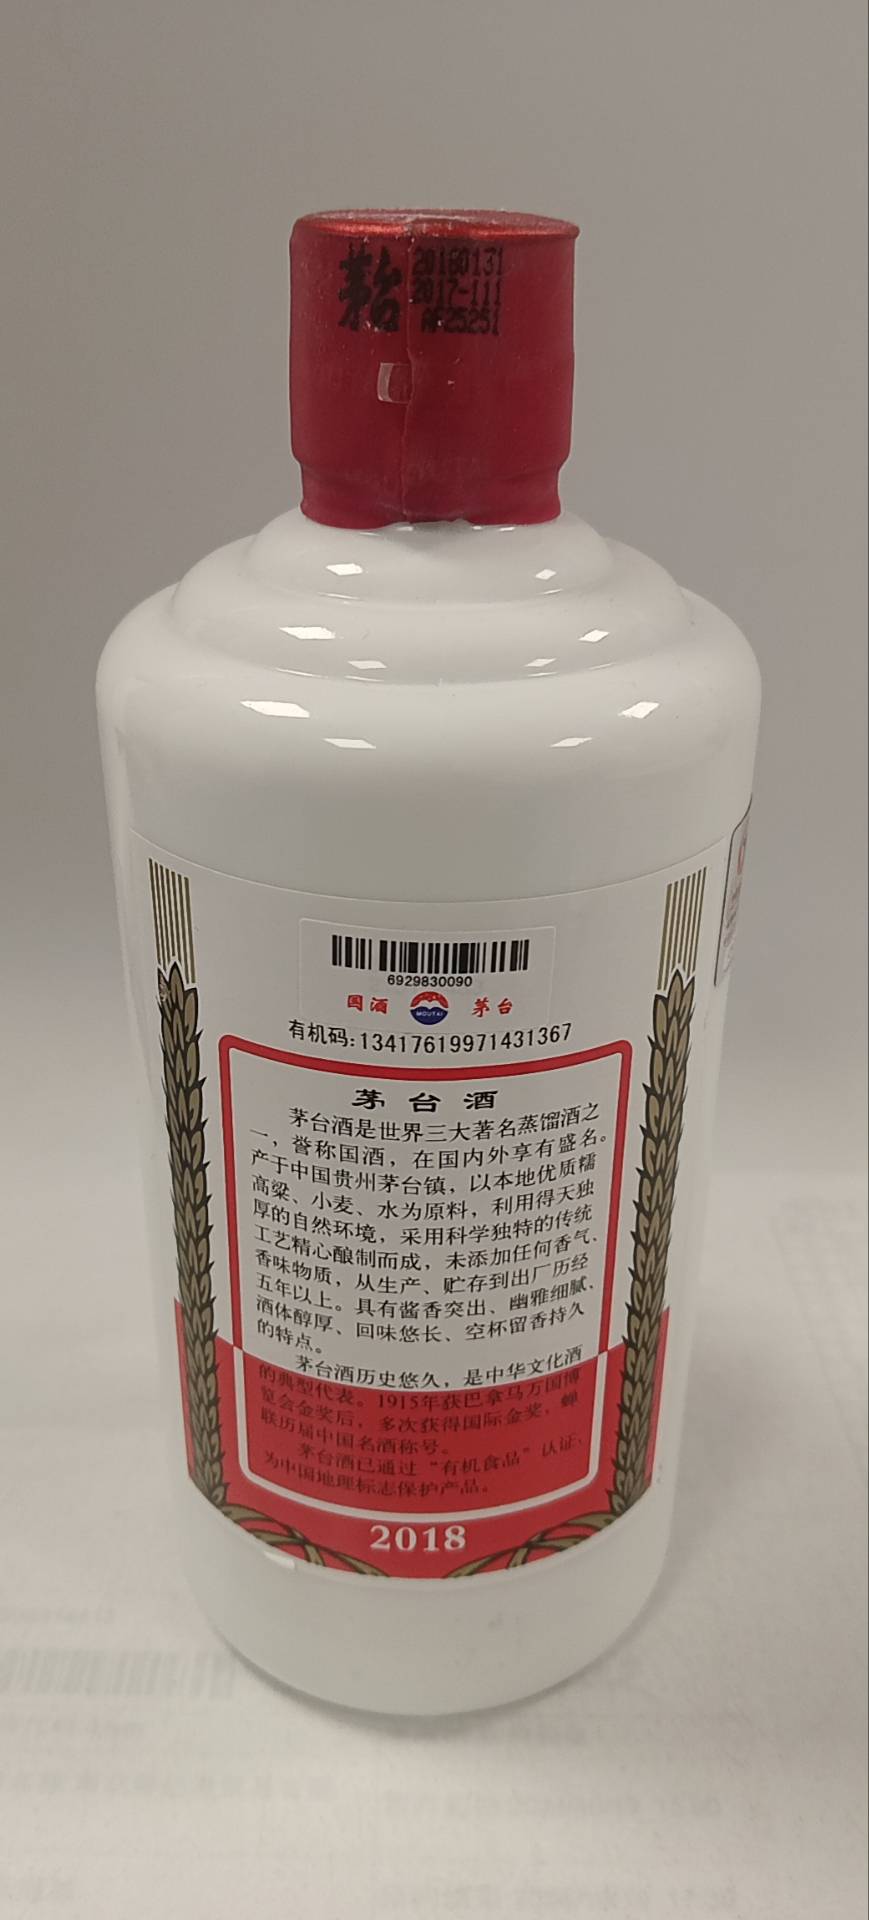 茅台
20180131
2017-111
AF25251
6929830090
国酒 MOUTAI 茅台
有机码:13417619971431367
茅台酒
茅台酒是世界三大著名蒸馏酒之
一，誉称国酒，在国内外享有盛名。
产于中国贵州茅台镇，以本地优质糯
高粱、小麦、水为原料，利用得天独
厚的自然环境，采用科学独特的传统
工艺精心酿制而成，未添加任何香气、
香味物质，从生产、贮存到出厂历经
五年以上。具有酱香突出、幽雅细腻、
酒体醇厚、回味悠长、空杯留香持久
的特点。
茅台酒历史悠久，是中华文化酒
的典型代表。1915年获巴拿马万国博
览会金奖后，多次获得国际金奖，蝉
联历届中国名酒称号。
茅台酒已通过“有机食品”认证、
为中国地理标志保护产品。
2018